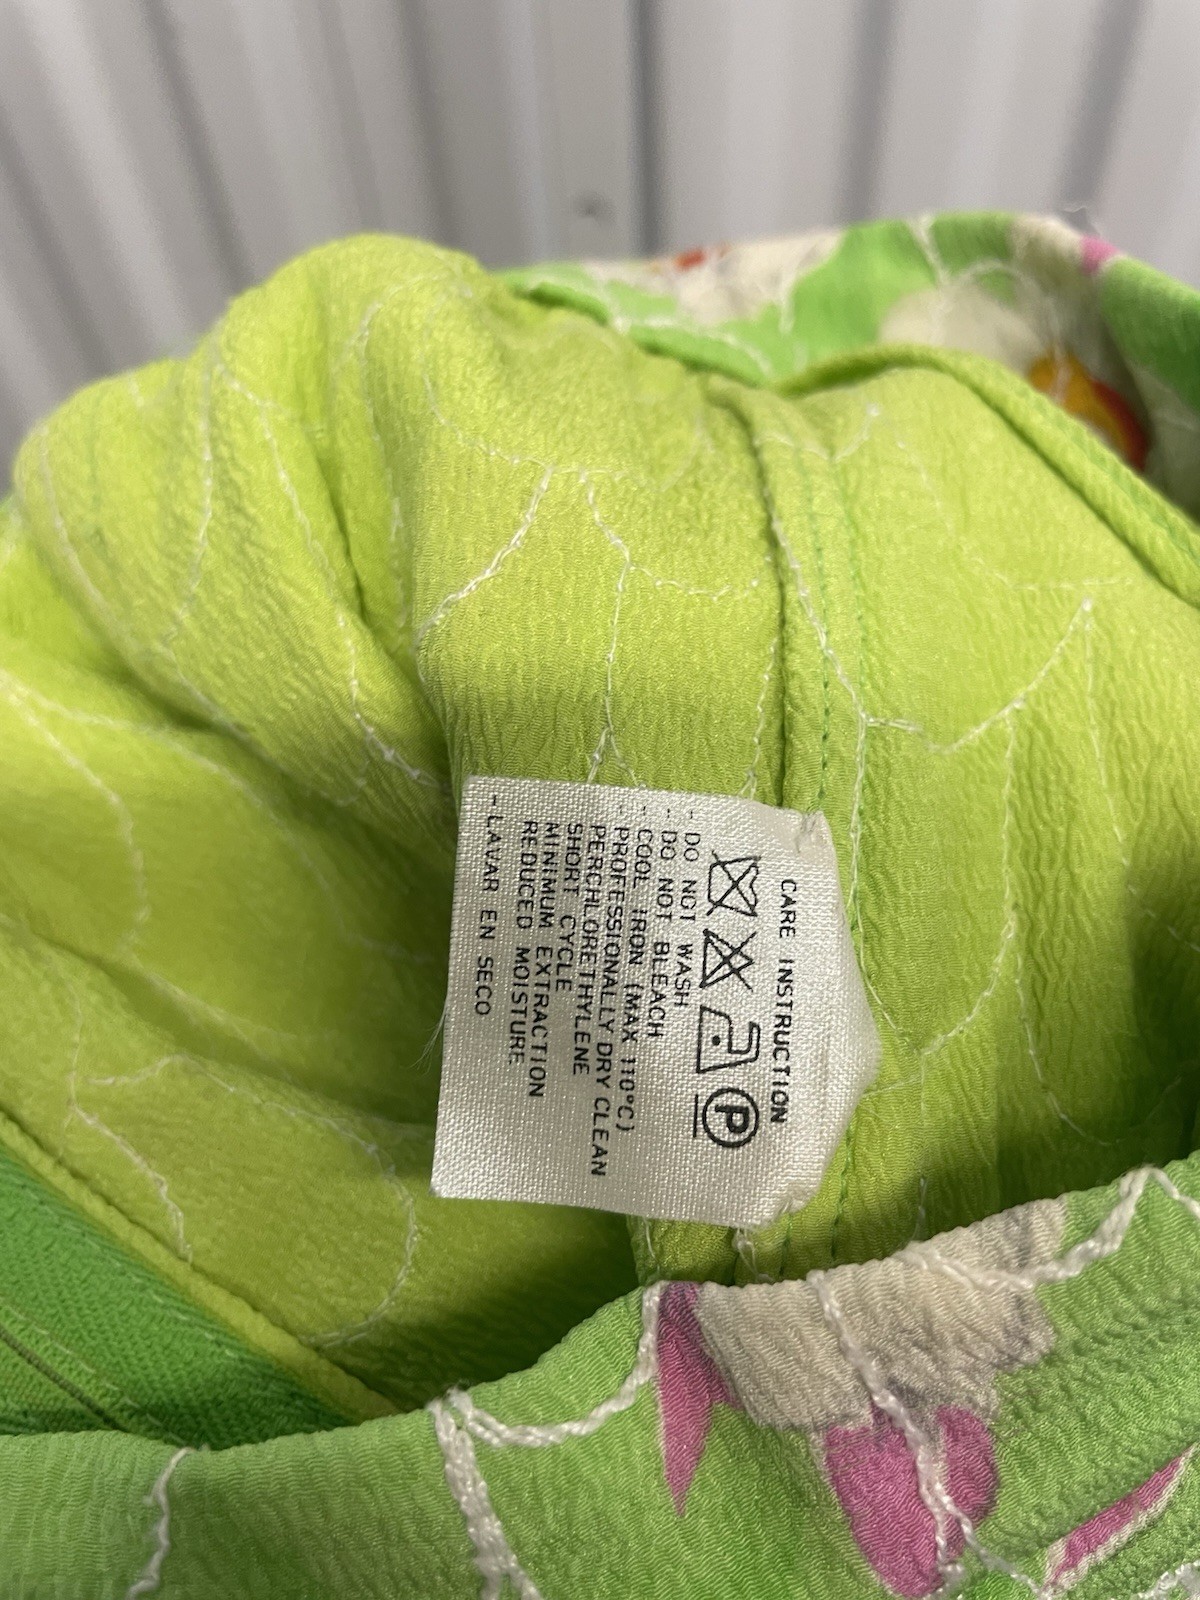 CARE INSTRUCTION
P
- DO NOT WASH
- DO NOT BLEACH
- COOL IRON (MAX 110°C)
- PROFESSIONALLY DRY CLEAN
PERCHLORETHYLENE
SHORT CYCLE
MINIMUM EXTRACTION
REDUCED MOISTURE
- LAVAR EN SECO